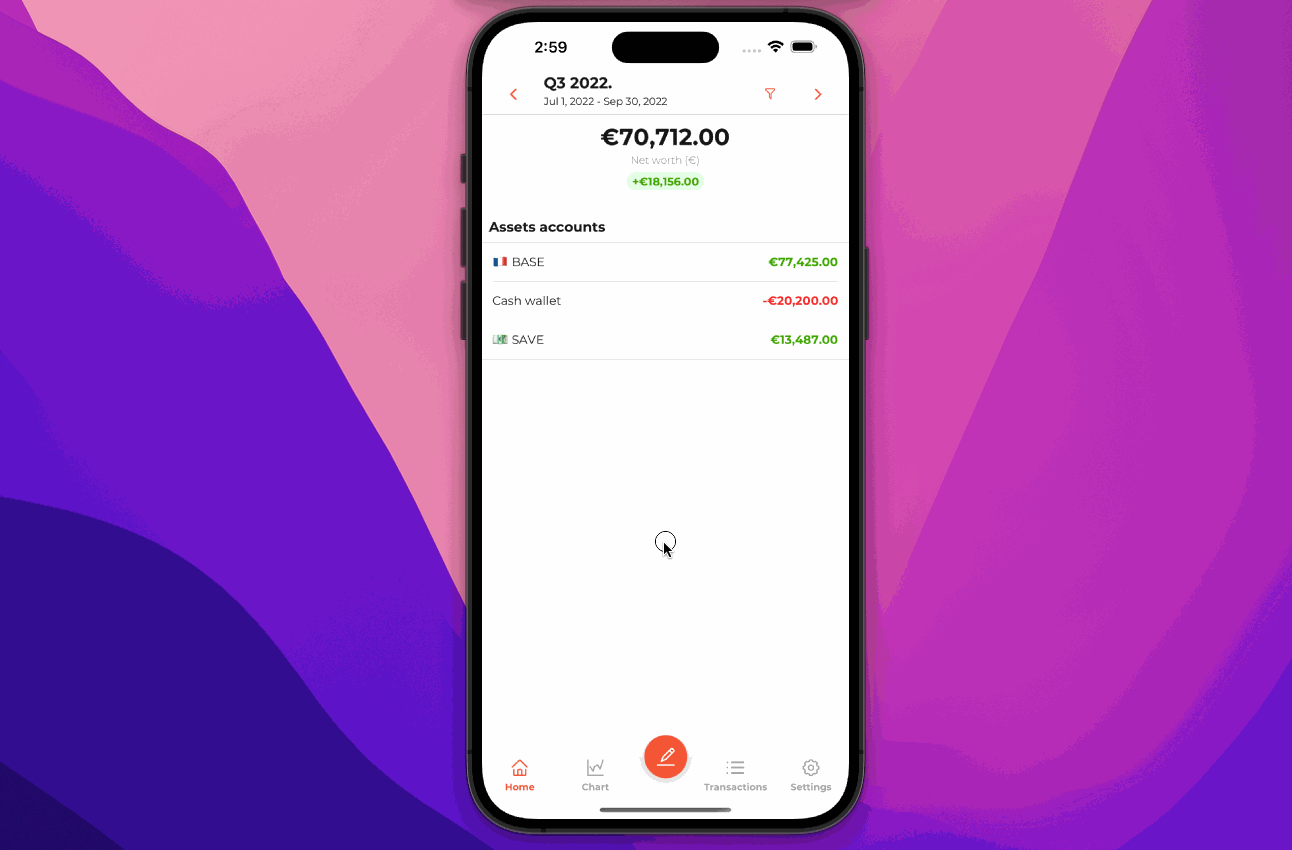 2:59
Q3 2022.
Jul 1, 2022 - Sep 30, 2022
€70,712.00
Net worth (€)
+€18,156.00
Assets accounts
BASE €77,425.00
Cash wallet -€20,200.00
SAVE €13,487.00
Home Chart Transactions Settings